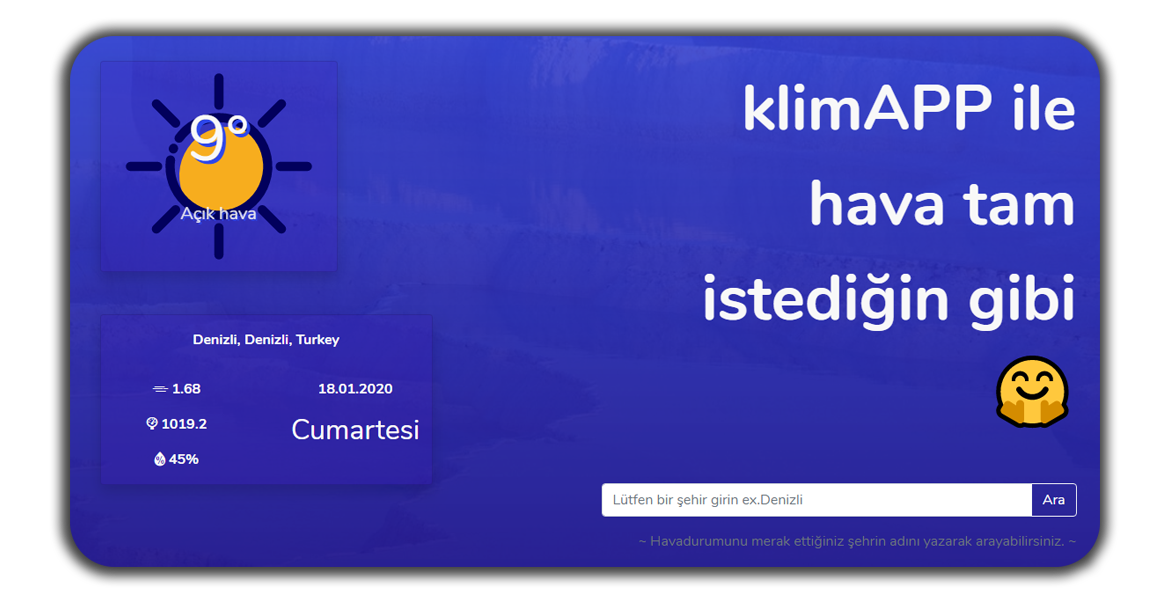 9°
Açık hava
Denizli, Denizli, Turkey
1.68
1019.2
45%
18.01.2020
Cumartesi
klimAPP ile
hava tam
istediğin gibi
Lütfen bir şehir girin ex.Denizli
Ara
~ Havadurumunu merak ettiğiniz şehrin adını yazarak arayabilirsiniz. ~